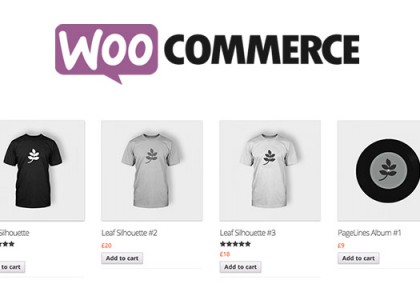 WOO COMMERCE
Silhouette
Leaf Silhouette #2
Leaf Silhouette #3
PageLines Album #1
£20
£18
£9
to cart
Add to cart
Add to cart
Add to cart